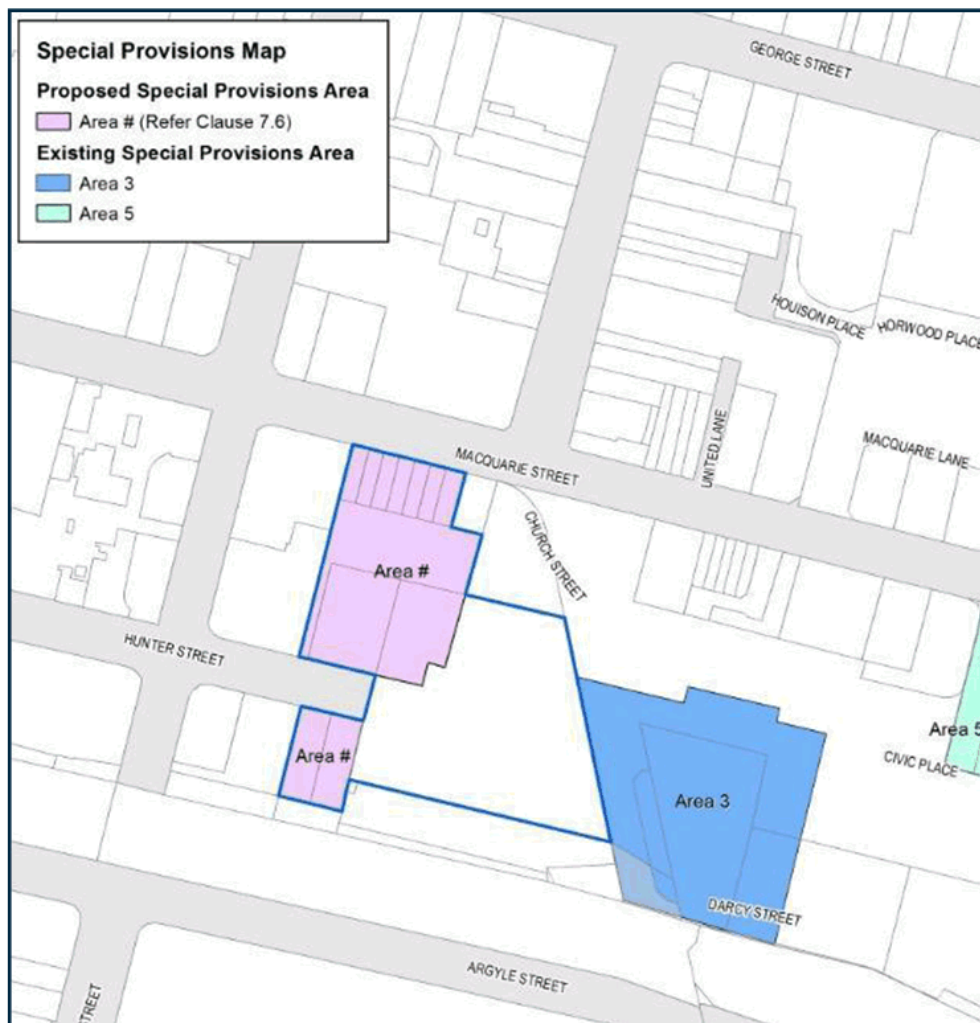 Special Provisions Map
Proposed Special Provisions Area
Area # (Refer Clause 7.6)
Existing Special Provisions Area
Area 3
Area 5
GEORGE STREET
HOUISON PLACE
HORWOOD PLACE
MACQUARIE LANE
UNITED LANE
MACQUARIE STREET
CHURCH STREET
Area #
HUNTER STREET
Area #
Area 5
CIVIC PLACE
Area 3
DARCY STREET
ARGYLE STREET
STREET